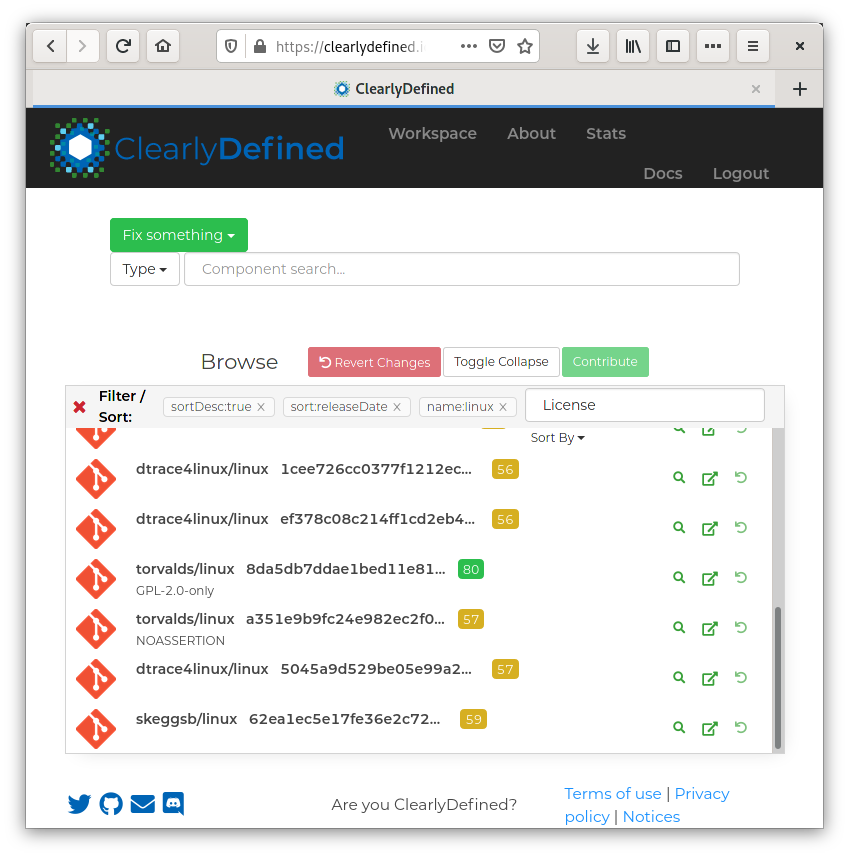 https://clearlydefined.i
ClearlyDefined
ClearlyDefined
Workspace
About
Stats
Docs
Logout
Fix something
Type
Component search...
Browse
Revert Changes
Toggle Collapse
Contribute
Filter /
Sort:
sortDesc:true
sort:releaseDate
name:linux
License
Sort By
dtrace4linux/linux 1cee726cc0377f1212ec... 56
dtrace4linux/linux ef378c08c214ff1cd2eb4... 56
torvalds/linux 8da5db7ddae1bed11e81... 80
GPL-2.0-only
torvalds/linux a351e9b9fc24e982ec2f0... 57
NOASSERTION
dtrace4linux/linux 5045a9d529be05e99a2... 57
skeggsb/linux 62ea1ec5e17fe36e2c72... 59
Are you ClearlyDefined?
Terms of use | Privacy
policy | Notices